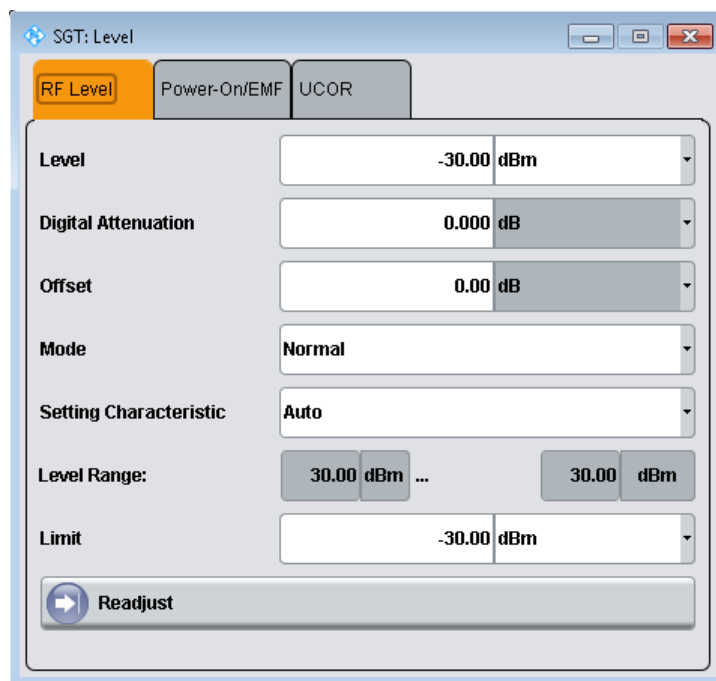 SGT: Level
RF Level Power-On/EMF UCOR
Level -30.00 dBm
Digital Attenuation 0.000 dB
Offset 0.00 dB
Mode Normal
Setting Characteristic Auto
Level Range: 30.00 dBm ... 30.00 dBm
Limit -30.00 dBm
Readjust